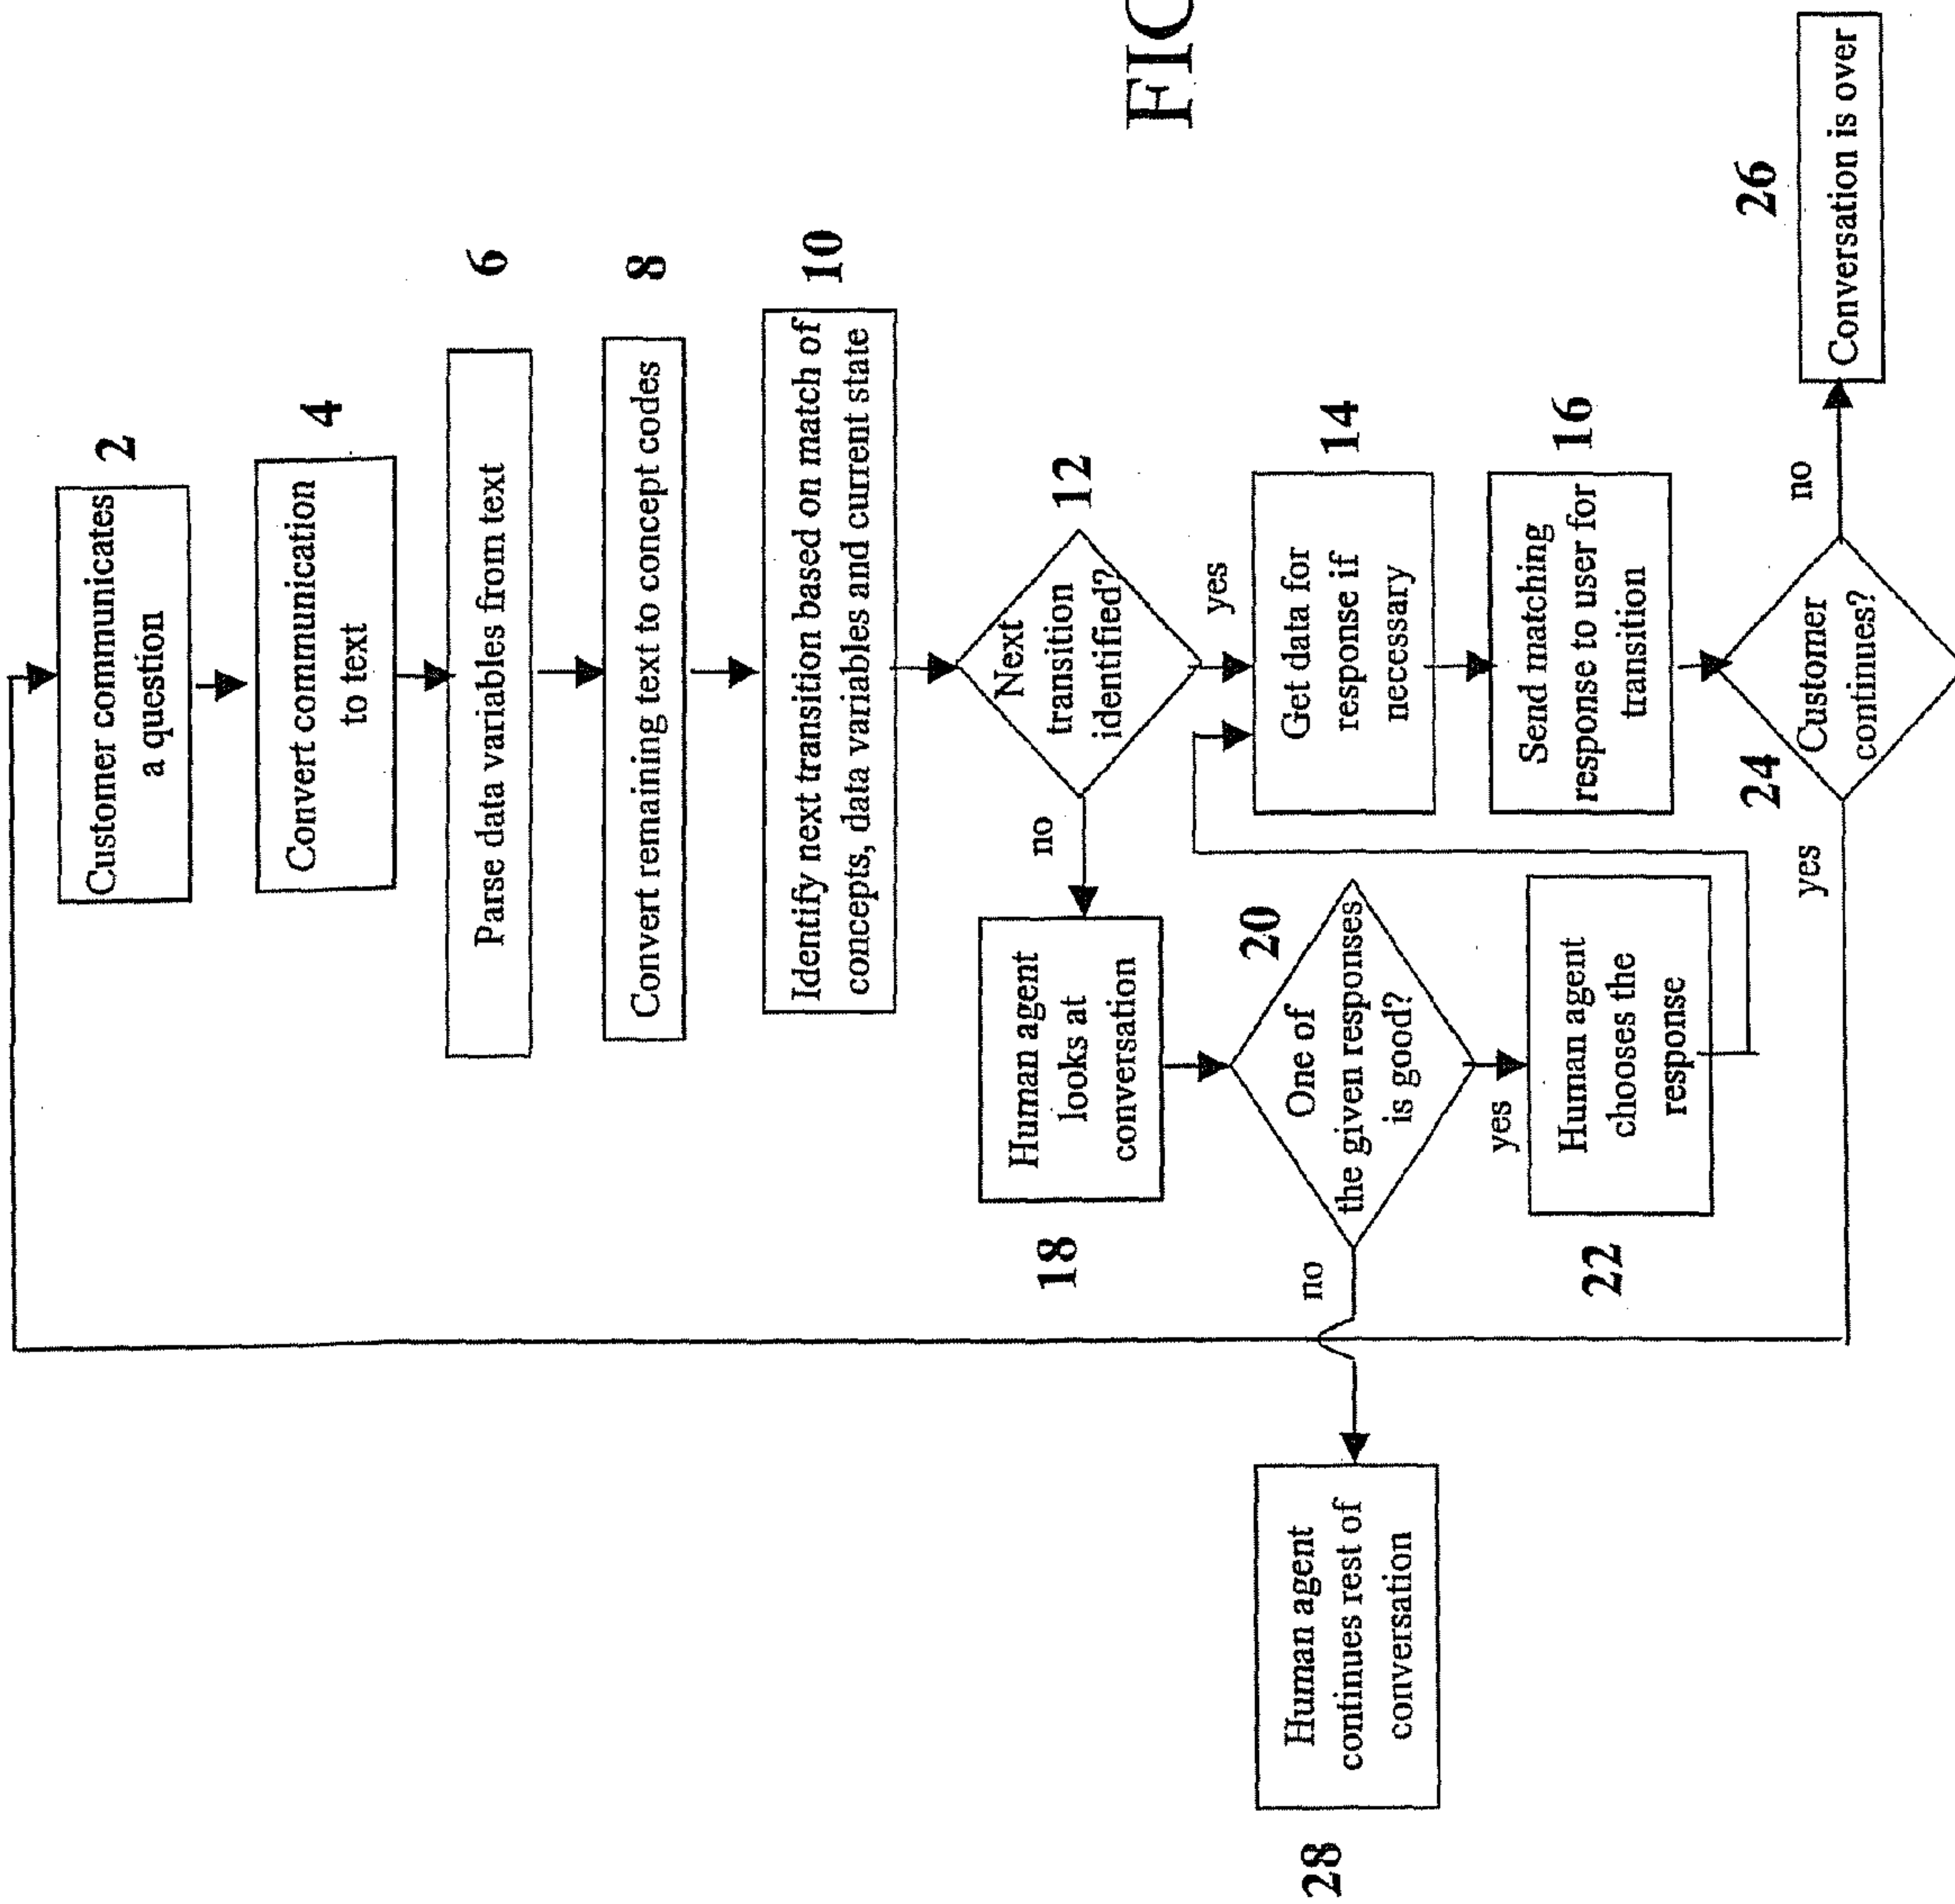 Customer communicates
a question
2
Convert communication
to text
4
Parse data variables from text
6
Convert remaining text to concept codes
8
Identify next transition based on match of
concepts, data variables and current state
10
Next
transition
identified?
12
yes
no
Get data for
response if
necessary
14
Send matching
response to user for
transition
16
Human agent
looks at
conversation
18
One of
the given responses
is good?
20
yes
no
Human agent
chooses the
response
22
Customer
continues?
24
yes
no
Conversation is over
26
Human agent
continues rest of
conversation
28